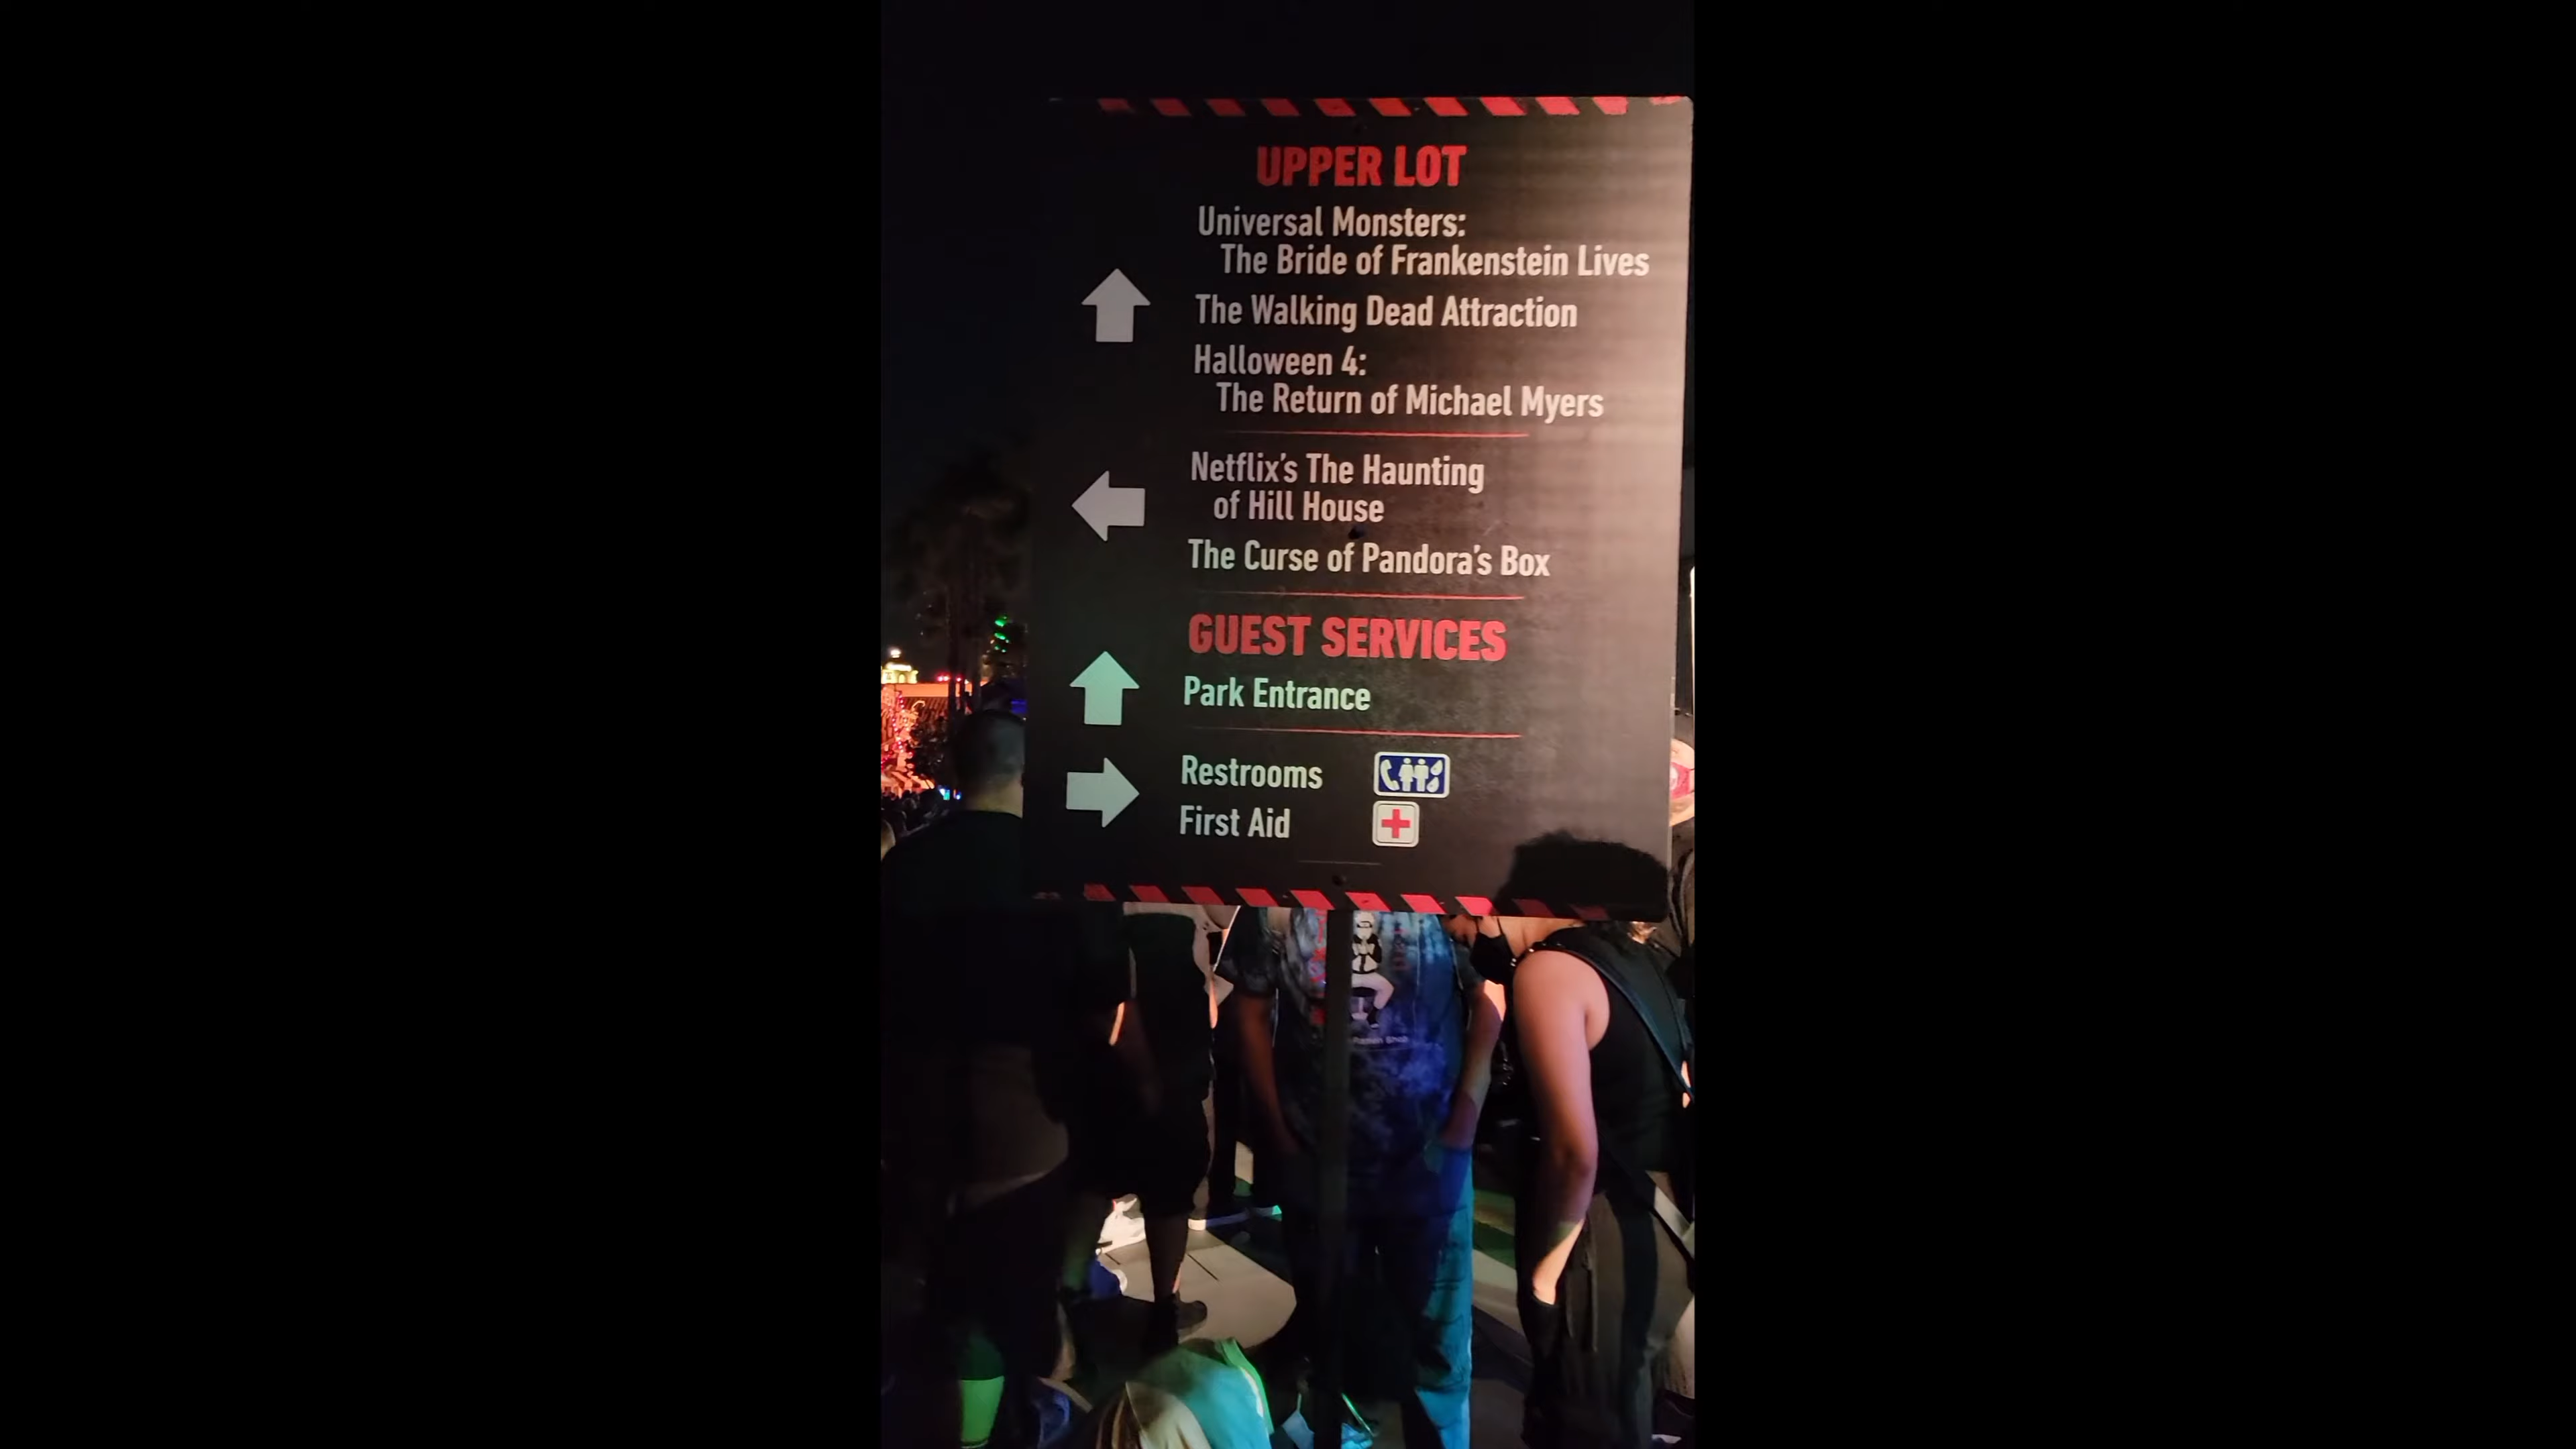 UPPER LOT
Universal Monsters:
The Bride of Frankenstein Lives
The Walking Dead Attraction
Halloween 4:
The Return of Michael Myers
Netflix's The Haunting
of Hill House
The Curse of Pandora's Box
GUEST SERVICES
Park Entrance
Restrooms
First Aid